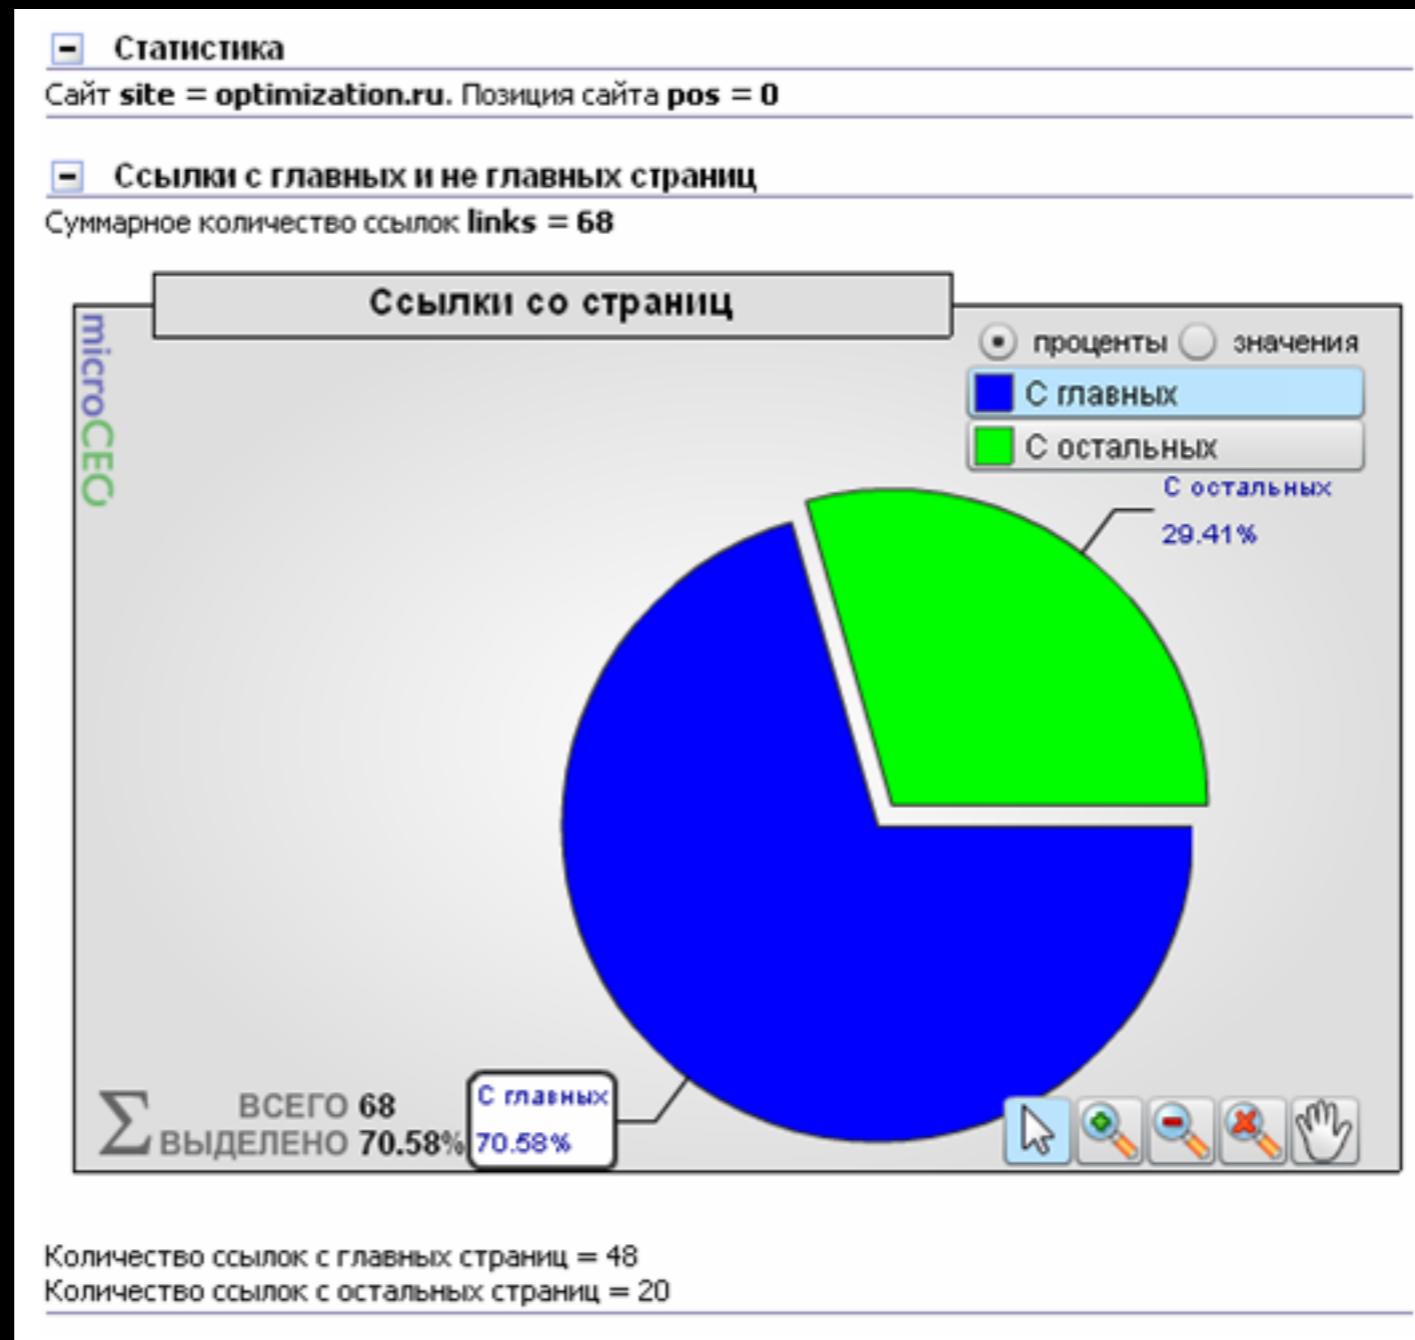 Статистика
Сайт site = optimization.ru. Позиция сайта pos = 0
Ссылки с главных и не главных страниц
Суммарное количество ссылок links = 68
Ссылки со страниц
microCEO
проценты значения
С главных
С остальных
С остальных
29.41%
ВСЕГО 68
ВЫДЕЛЕНО 70.58%
С главных
70.58%
Количество ссылок с главных страниц = 48
Количество ссылок с остальных страниц = 20